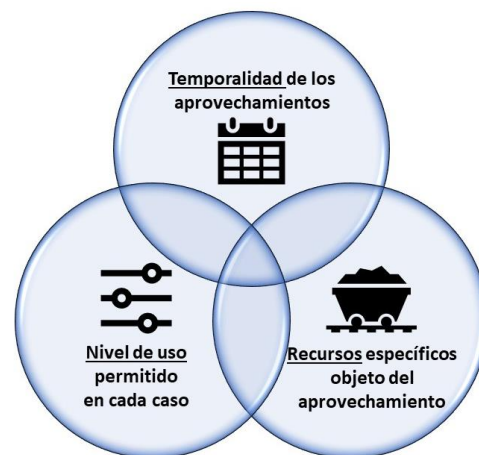 Temporalidad de los
aprovechamientos
Nivel de uso
permitido
en cada caso
Recursos específicos
objeto del
aprovechamiento